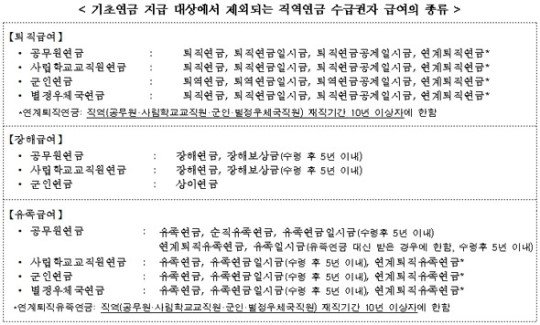 < 기초연금 지급 대상에서 제외되는 직역연금 수급권자 급여의 종류 >
【퇴직급여】
• 공무원연금 : 퇴직연금, 퇴직연금일시금, 퇴직연금공제일시금, 연계퇴직연금*
• 사립학교교직원연금 : 퇴직연금, 퇴직연금일시금, 퇴직연금공제일시금, 연계퇴직연금*
• 군인연금 : 퇴역연금, 퇴역연금일시금, 퇴역연금공제일시금, 연계퇴직연금*
• 별정우체국연금 : 퇴직연금, 퇴직연금일시금, 퇴직연금공제일시금, 연계퇴직연금*
*연계퇴직연금: 직역(공무원·사립학교교직원·군인·별정우체국직원) 재직기간 10년 이상자에 한함
【장해급여】
• 공무원연금 : 장해연금, 장해보상금(수령 후 5년 이내)
• 사립학교교직원연금 : 장해연금, 장해보상금(수령 후 5년 이내)
• 군인연금 : 상이연금
【유족급여】
• 공무원연금 : 유족연금, 순직유족연금, 유족연금일시금(수령후 5년 이내)
연계퇴직유족연금, 유족일시금(유족연금 대신 받은 경우에 한함, 수령후 5년 이내)
• 사립학교교직원연금 : 유족연금, 유족연금일시금(수령 후 5년 이내), 연계퇴직유족연금*
• 군인연금 : 유족연금, 유족연금일시금(수령 후 5년 이내), 연계퇴직유족연금*
• 별정우체국연금 : 유족연금, 유족연금일시금(수령 후 5년 이내), 연계퇴직유족연금*
*연계퇴직유족연금: 직역(공무원·사립학교교직원·군인·별정우체국직원) 재직기간 10년 이상자에 한함